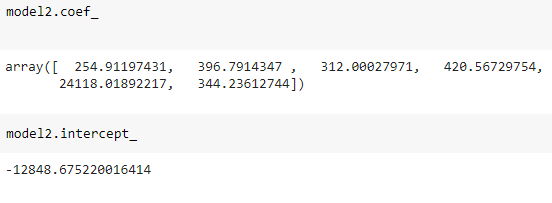 model2.coef_
array([  254.91197431,   396.7914347 ,   312.00027971,   420.56729754,
       24118.01892217,   344.23612744])
model2.intercept_
-12848.675220016414